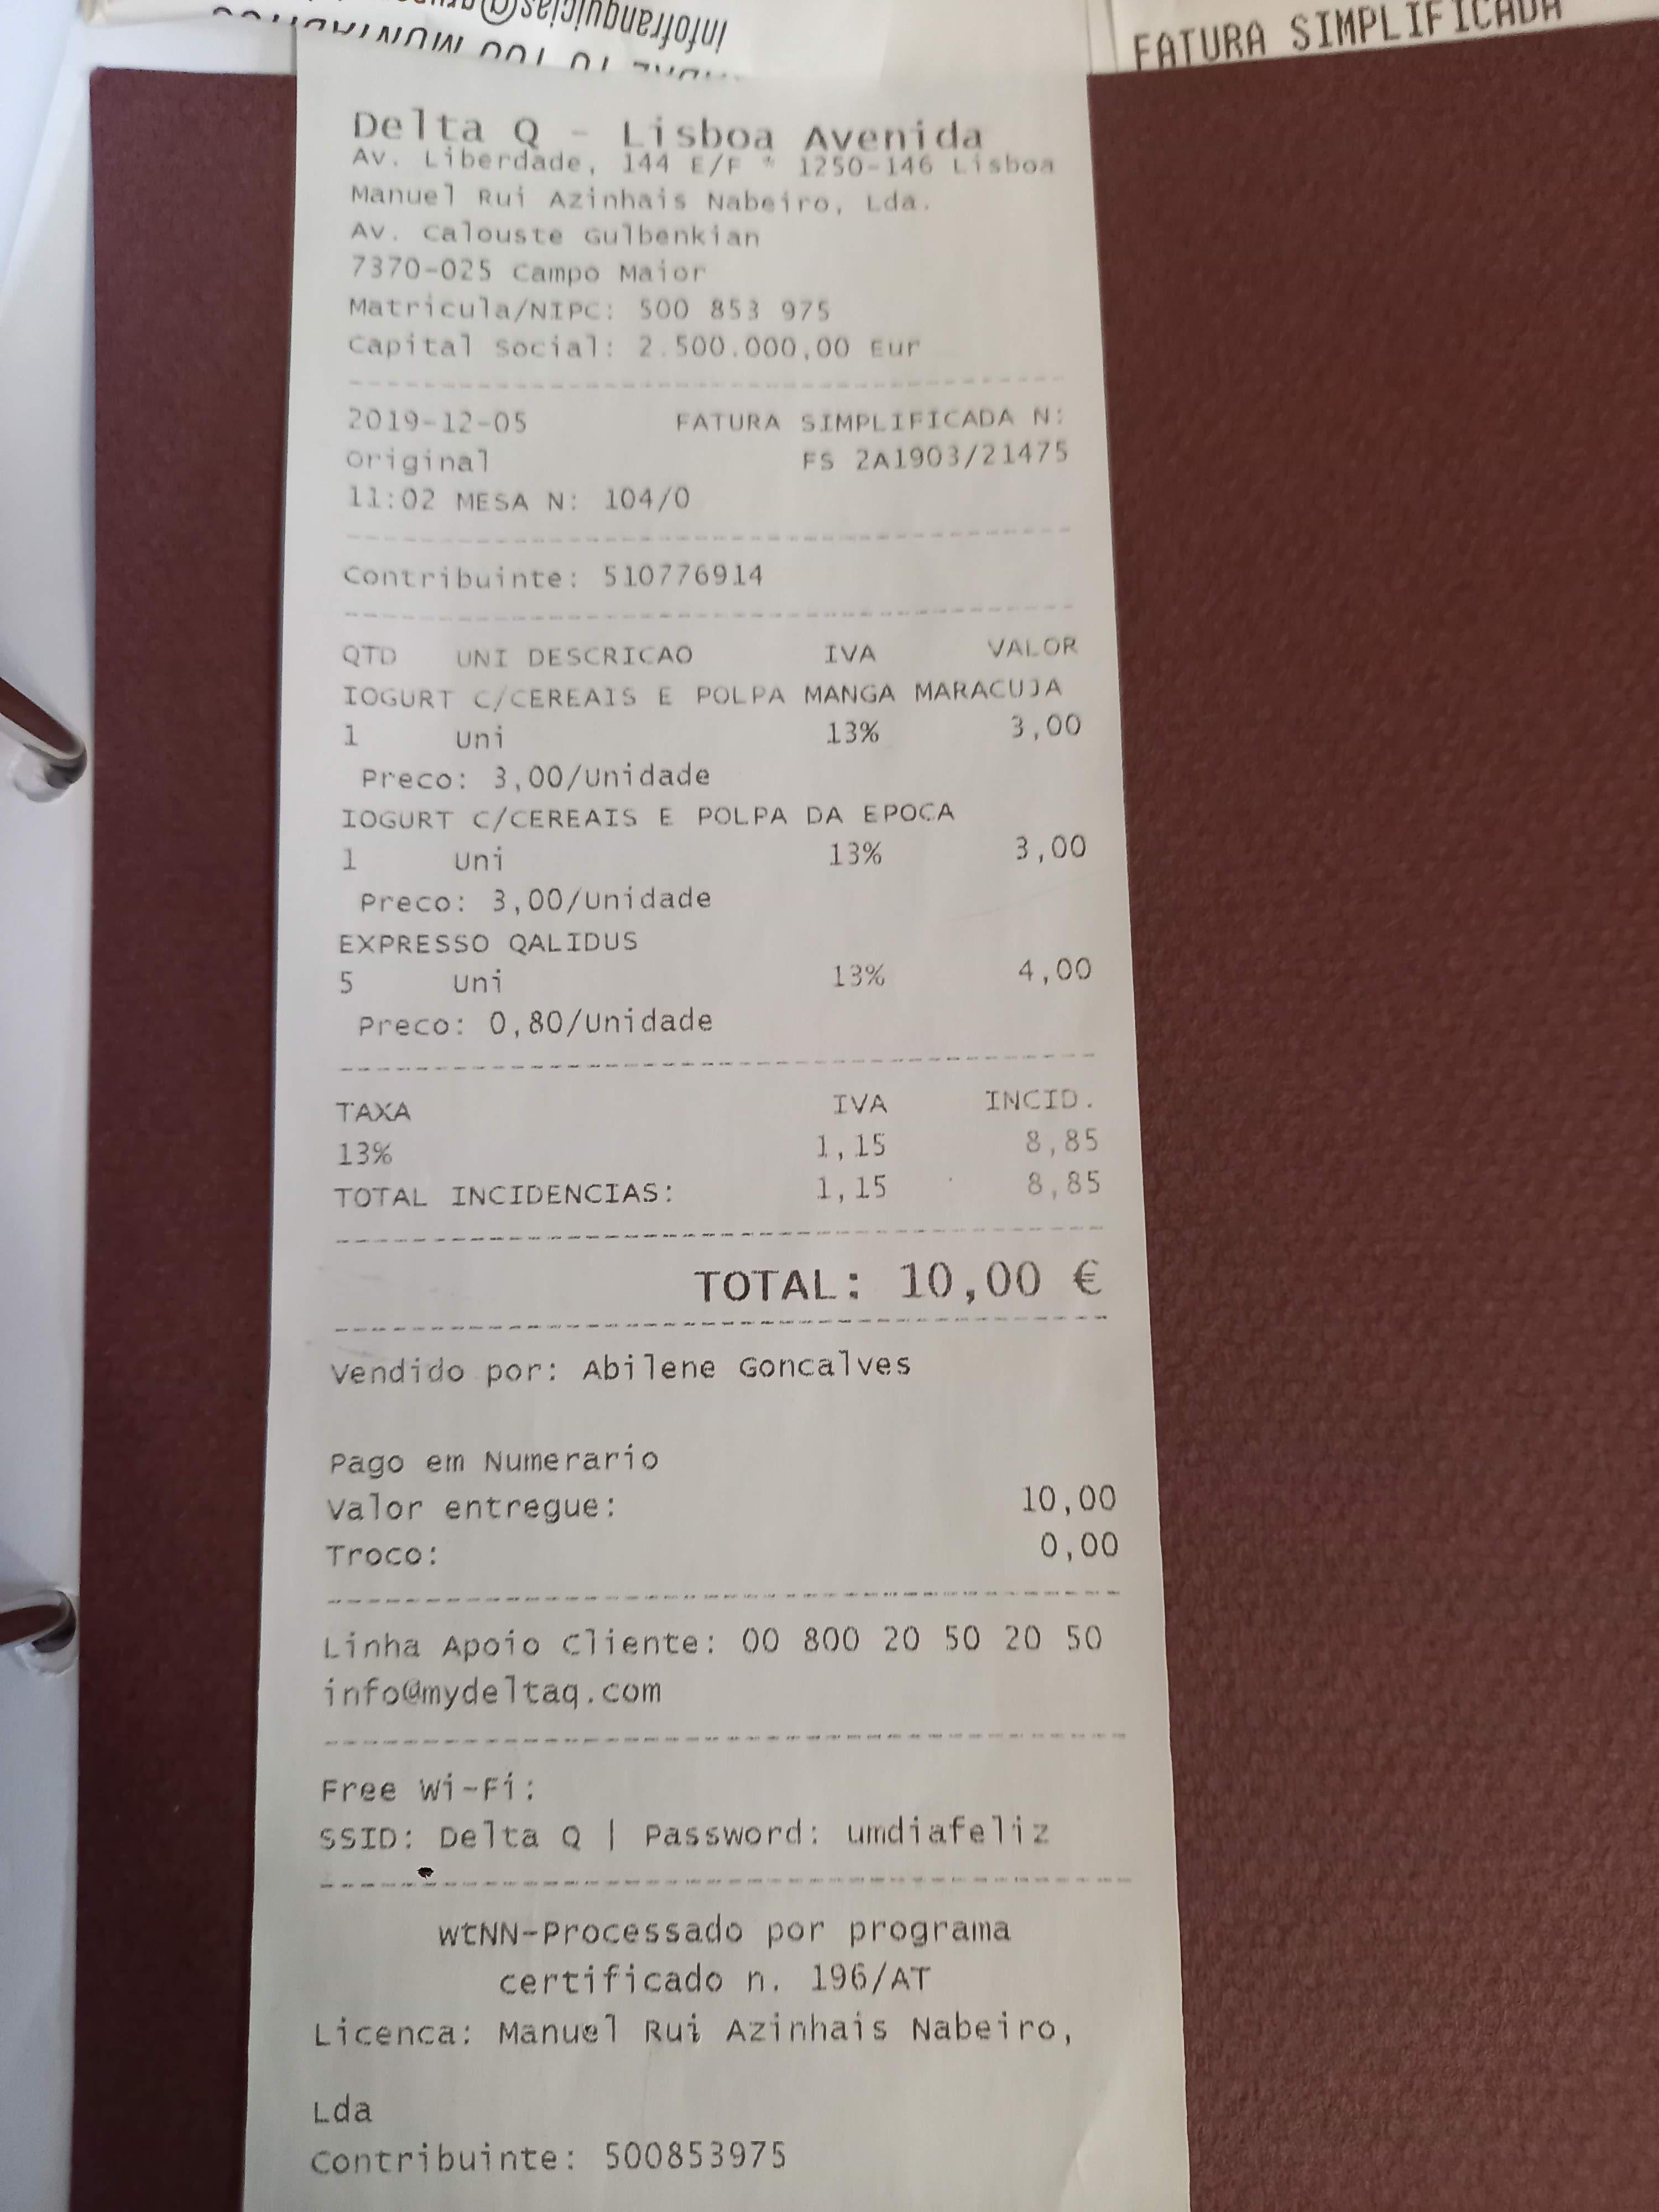 infofranquicias@grupo
FATURA SIMPLIFICADA
Delta Q - Lisboa Avenida
Av. Liberdade, 144 E/F * 1250-146 Lisboa
Manuel Rui Azinhais Nabeiro, Lda.
Av. Calouste Gulbenkian
7370-025 Campo Maior
Matricula/NIPC: 500 853 975
Capital Social: 2.500.000,00 Eur
2019-12-05 FATURA SIMPLIFICADA N:
Original FS 2A1903/21475
11:02 MESA N: 104/0
Contribuinte: 510776914
QTD UNI DESCRICAO IVA VALOR
IOGURT C/CEREAIS E POLPA MANGA MARACUJA
1 Uni 13% 3,00
Preco: 3,00/Unidade
IOGURT C/CEREAIS E POLPA DA EPOCA
1 Uni 13% 3,00
Preco: 3,00/Unidade
EXPRESSO QALIDUS
5 Uni 13% 4,00
Preco: 0,80/Unidade
TAXA IVA INCID.
13% 1,15 8,85
TOTAL INCIDENCIAS: 1,15 8,85
TOTAL: 10,00 €
Vendido por: Abilene Goncalves
Pago em Numerario
Valor entregue: 10,00
Troco: 0,00
Linha Apoio Cliente: 00 800 20 50 20 50
info@mydeltaq.com
Free Wi-Fi:
SSID: Delta Q | Password: umdiafeliz
wtNN-Processado por programa
certificado n. 196/AT
Licenca: Manuel Rui Azinhais Nabeiro,
Lda
Contribuinte: 500853975